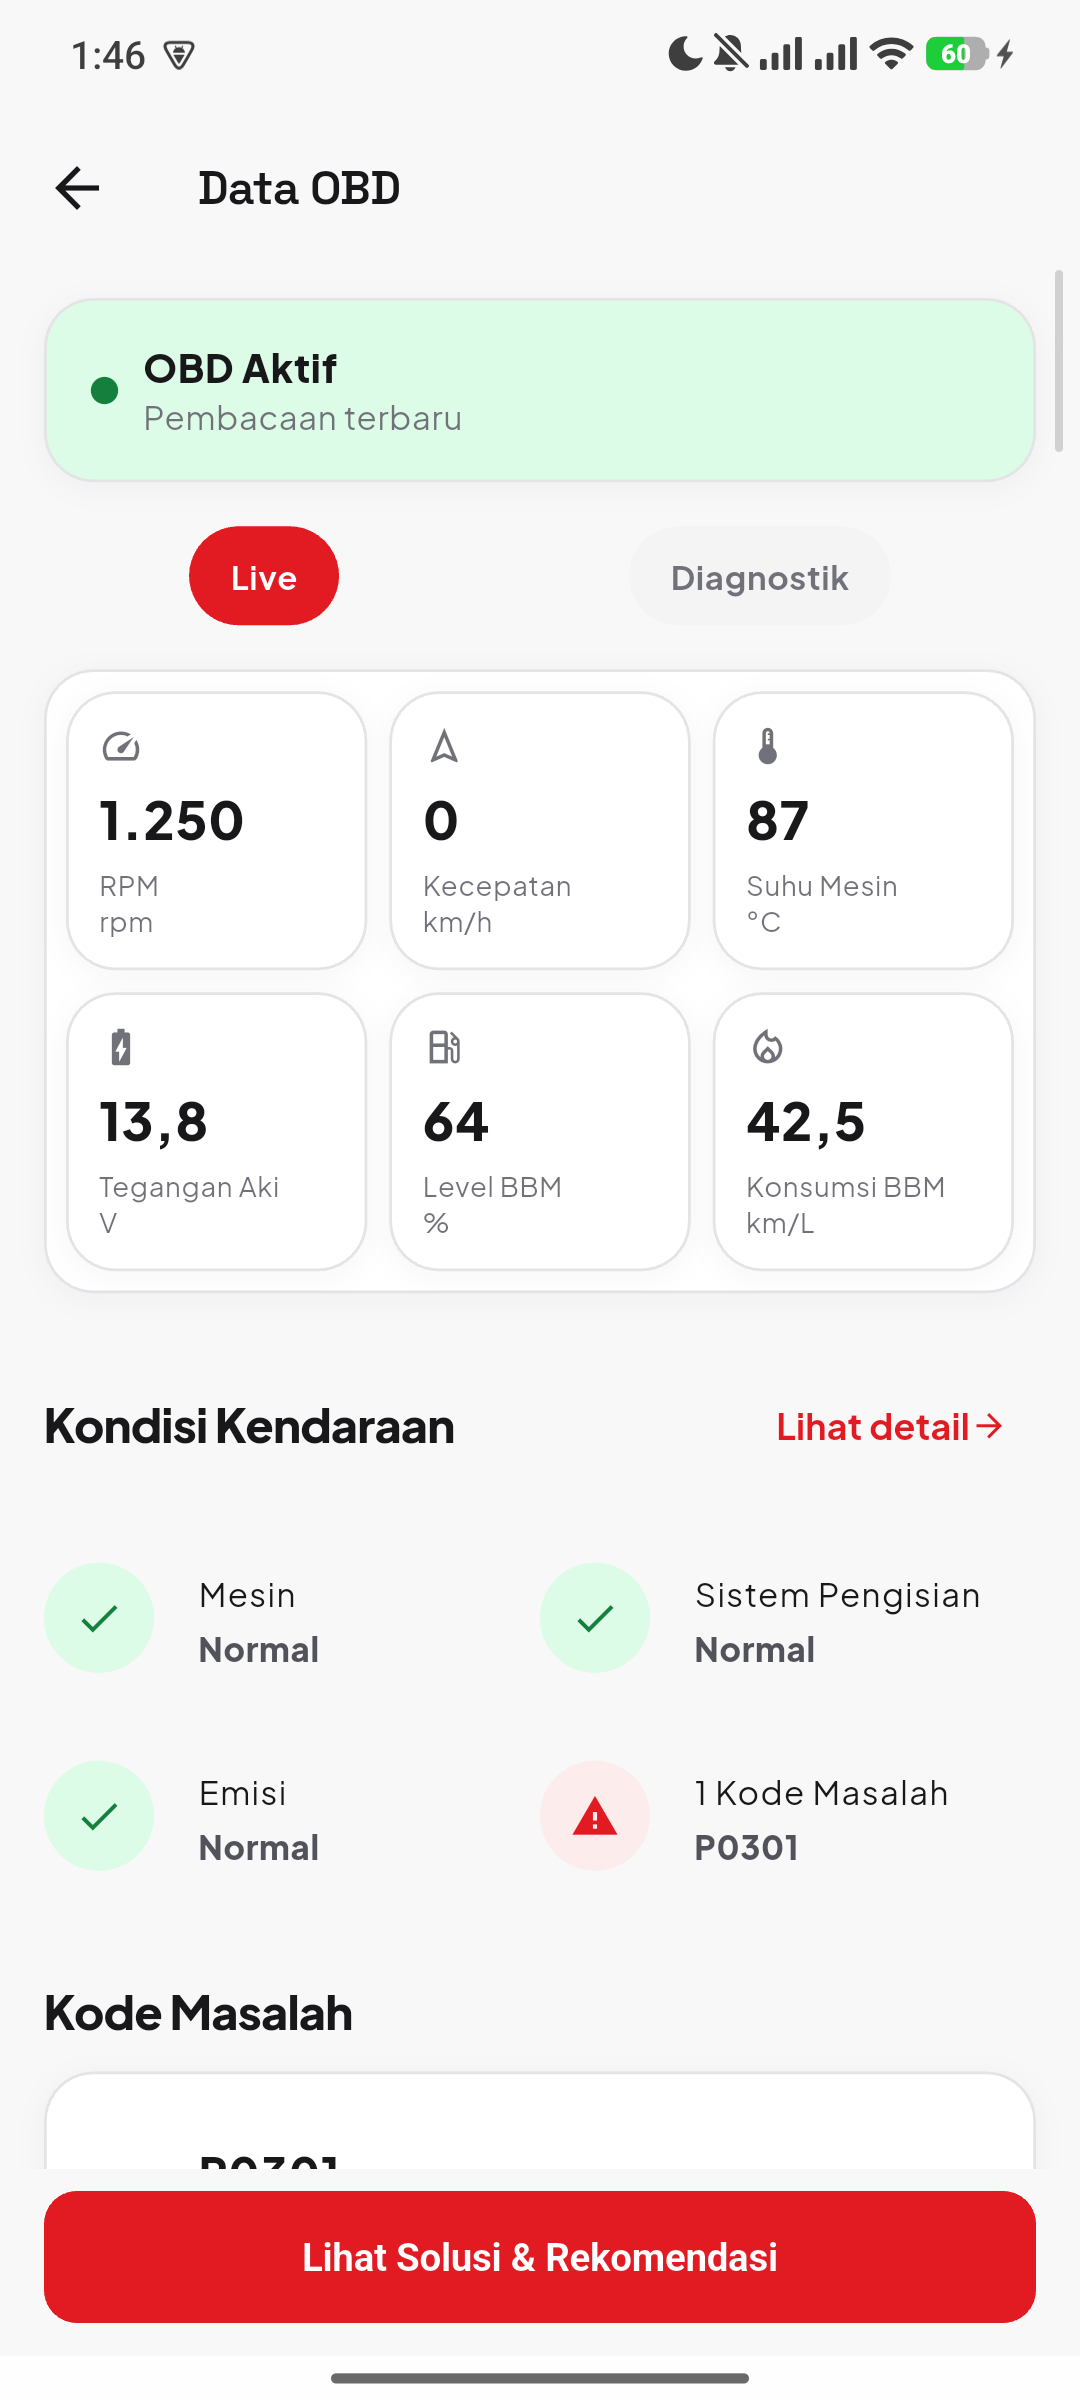 1:46
60
Data OBD
OBD Aktif
Pembacaan terbaru
Live
Diagnostik
1.250
RPM
rpm
0
Kecepatan
km/h
87
Suhu Mesin
°C
13,8
Tegangan Aki
V
64
Level BBM
%
42,5
Konsumsi BBM
km/L
Kondisi Kendaraan
Lihat detail
Mesin
Normal
Sistem Pengisian
Normal
Emisi
Normal
1 Kode Masalah
P0301
Kode Masalah
P0301
Lihat Solusi & Rekomendasi